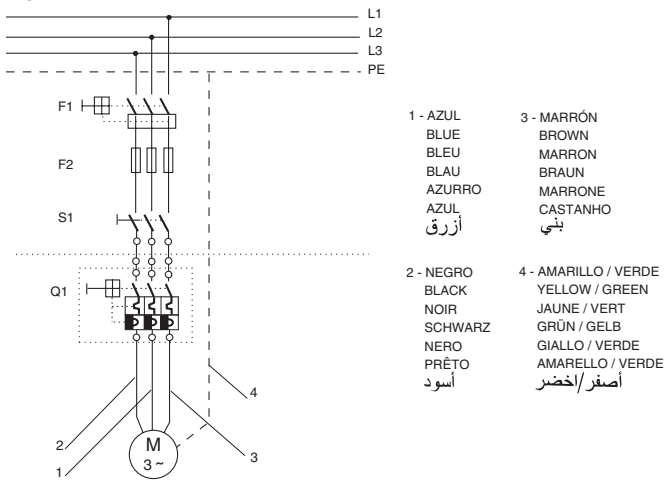 L1
L2
L3
PE
F1
F2
S1
Q1
M
3 ~
2
1
3
4
1 - AZUL
BLUE
BLEU
BLAU
AZURRO
AZUL
أزرق
3 - MARRÓN
BROWN
MARRON
BRAUN
MARRONE
CASTANHO
بني
2 - NEGRO
BLACK
NOIR
SCHWARZ
NERO
PRÊTO
أسود
4 - AMARILLO / VERDE
YELLOW / GREEN
JAUNE / VERT
GRÜN / GELB
GIALLO / VERDE
AMARELLO / VERDE
أصفر/اخضر